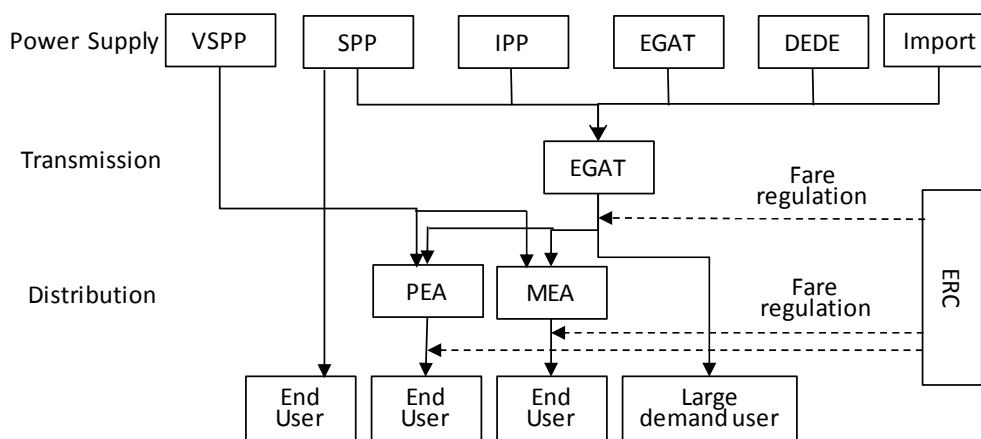 Power Supply
VSPP
SPP
IPP
EGAT
DEDE
Import
Transmission
EGAT
Fare
regulation
ERC
Distribution
PEA
MEA
Fare
regulation
End
User
End
User
End
User
Large
demand user